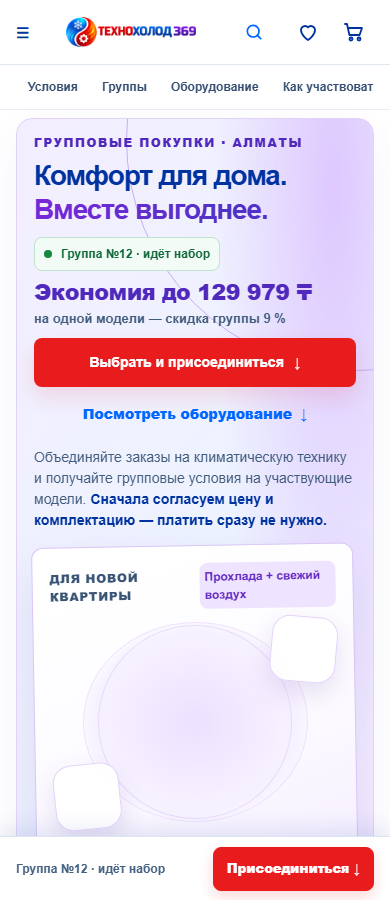 ☰ ТЕХНОХОЛОД 369
Условия Группы Оборудование Как участвоват
ГРУППОВЫЕ ПОКУПКИ · АЛМАТЫ
Комфорт для дома.
Вместе выгоднее.
Группа №12 · идёт набор
Экономия до 129 979 ₸
на одной модели — скидка группы 9 %
Выбрать и присоединиться ↓
Посмотреть оборудование ↓
Объединяйте заказы на климатическую технику
и получайте групповые условия на участвующие
модели. Сначала согласуем цену и
комплектацию — платить сразу не нужно.
ДЛЯ НОВОЙ
КВАРТИРЫ
Прохлада + свежий
воздух
Группа №12 · идёт набор
Присоединиться ↓